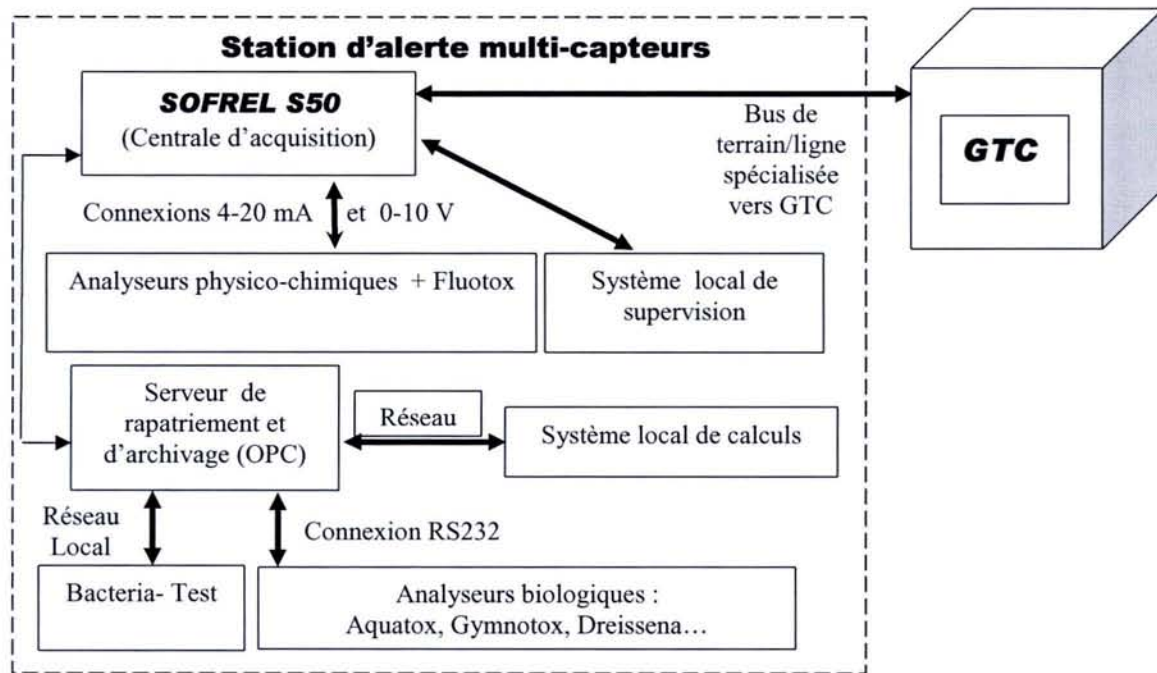 Station d'alerte multi-capteurs
SOFREL S50
(Centrale d'acquisition)
Bus de
terrain/ligne
spécialisée
vers GTC
GTC
Connexions 4-20 mA et 0-10 V
Analyseurs physico-chimiques + Fluotox
Système local de
supervision
Serveur de
rapatriement et
d'archivage (OPC)
Réseau
Système local de calculs
Réseau
Local
Connexion RS232
Bacteria- Test
Analyseurs biologiques :
Aquatox, Gymnotox, Dreissena…